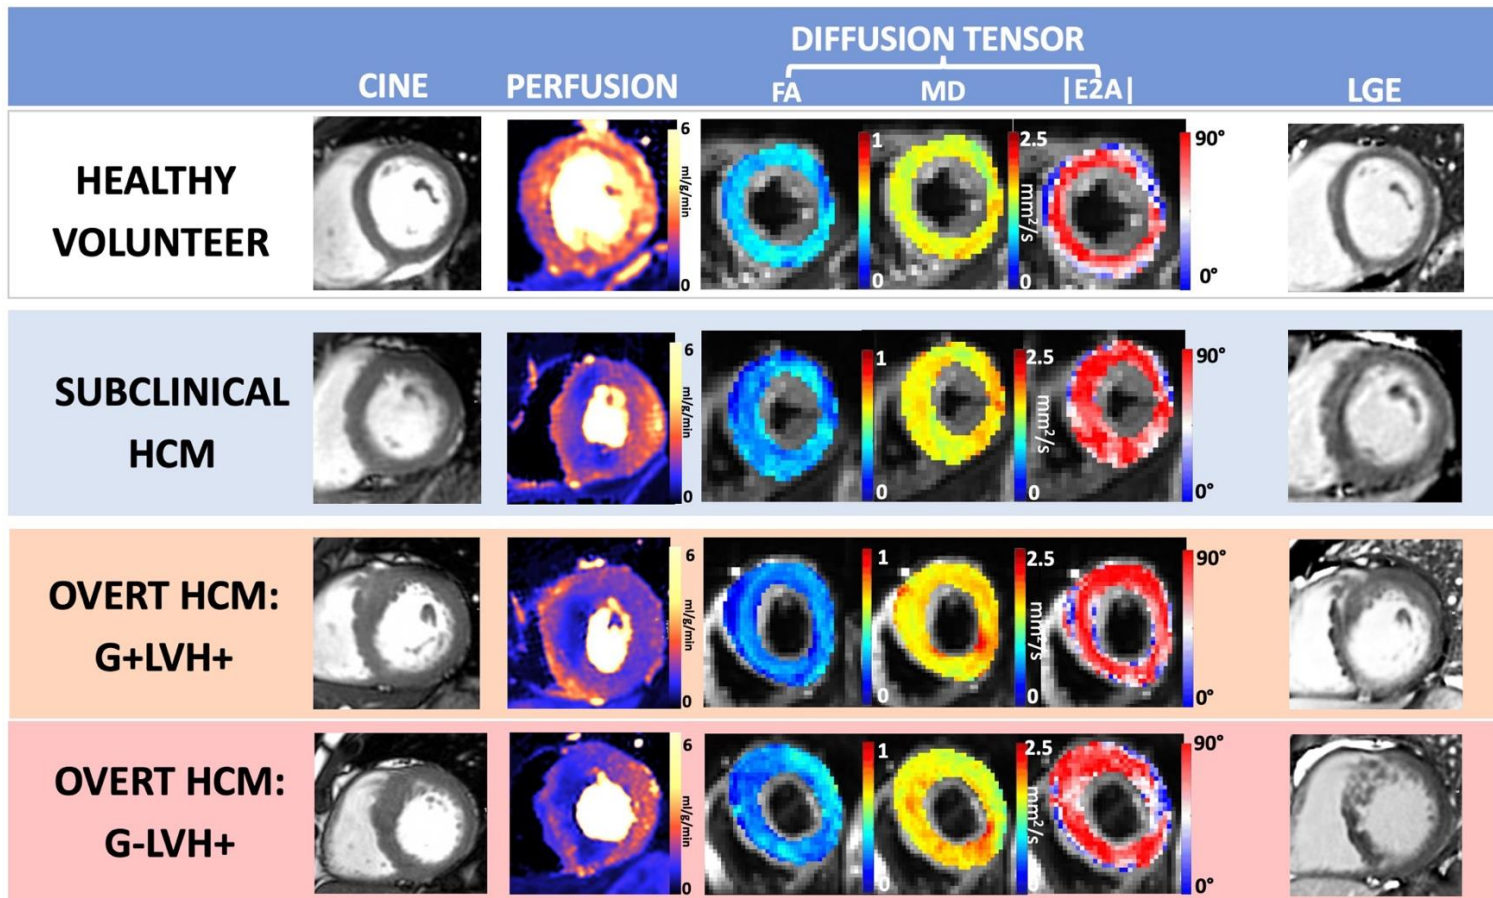 DIFFUSION TENSOR
CINE PERFUSION FA MD |E2A| LGE
HEALTHY
VOLUNTEER
6
ml/g/min
0
1
0
2.5
mm²/s
0
90°
0°
SUBCLINICAL
HCM
6
ml/g/min
0
1
0
2.5
mm²/s
0
90°
0°
OVERT HCM:
G+LVH+
6
ml/g/min
0
1
0
2.5
mm²/s
0
90°
0°
OVERT HCM:
G-LVH+
6
ml/g/min
0
1
0
2.5
mm²/s
0
90°
0°